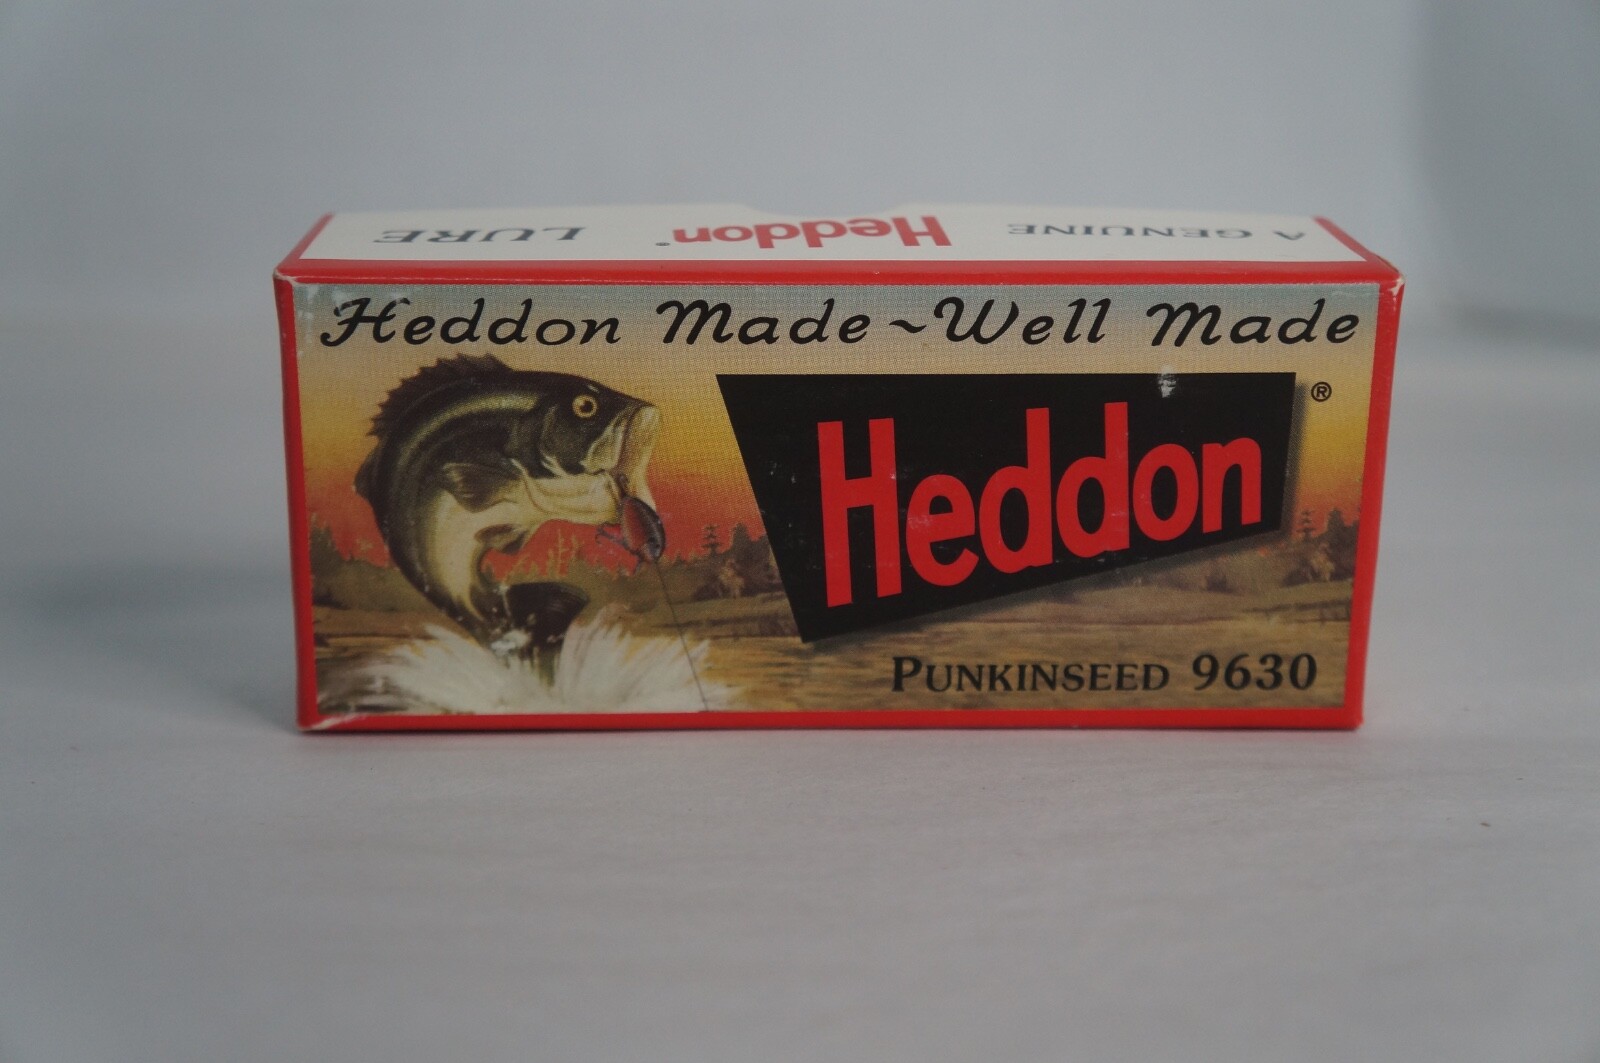 A GENUINE Heddon® LURE
Heddon Made ~ Well Made
Heddon®
PUNKINSEED 9630